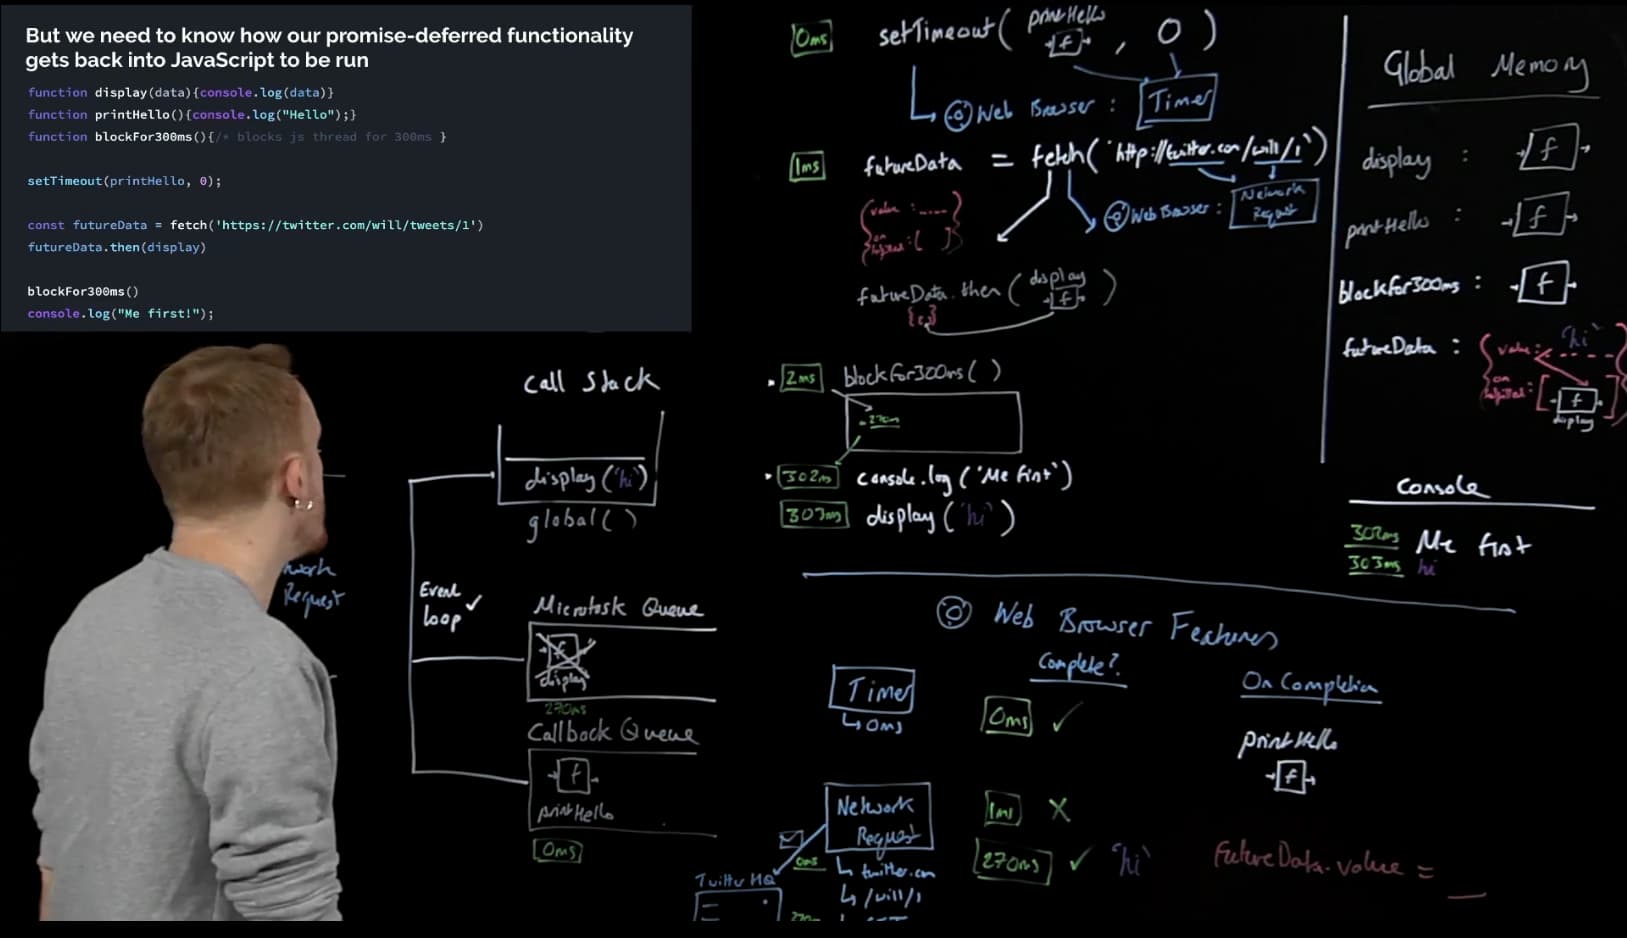 But we need to know how our promise-deferred functionality
gets back into JavaScript to be run
function display(data){console.log(data)}
function printHello(){console.log("Hello");}
function blockFor300ms(){/* blocks js thread for 300ms }
setTimeout(printHello, 0);
const futureData = fetch('https://twitter.com/will/tweets/1')
futureData.then(display)
blockFor300ms()
console.log("Me first!");
0ms setTimeout( printHello f , 0 )
Web Browser : Timer
1ms futureData = fetch('http://twitter.com/will/1')
value :
on
Web Browser : Network
Request
futureData.then( display f )
2ms blockfor300ms( )
270m
302m console.log('Me first')
303ms display('hi')
Global Memory
display : f
printHello : f
blockfor300ms : f
futureData : value: 'hi'
on
f
display
Console
302ms Me first
303ms hi
Call Stack
display('hi')
global( )
work
Request
Event
loop ✓
Microtask Queue
f
display
270ms
Callback Queue
f
printHello
0ms
Web Browser Features
Complete?
On Completion
Timer
0ms
0ms ✓
printHello
f
Network
Request
1ms X
270ms ✓ 'hi'
futureData.value = __
0ms
twitter.com
/will/1
Twitter HQ